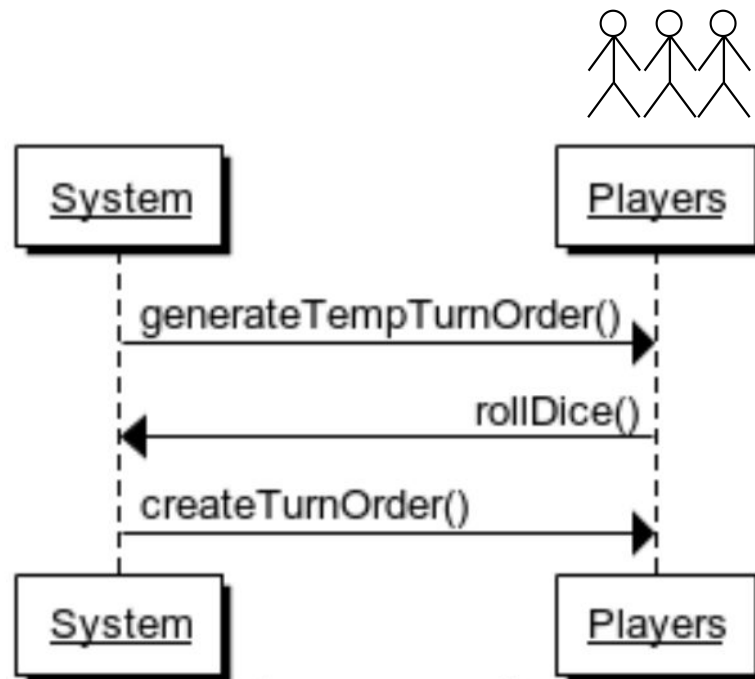 System
Players
generateTempTurnOrder()
rollDice()
createTurnOrder()
System
Players